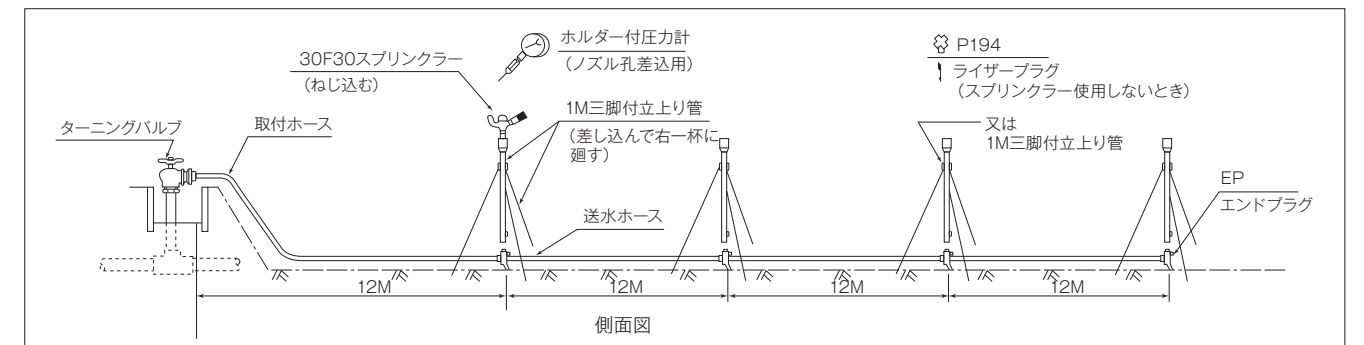 ホルダー付圧力計
(ノズル孔差込用)
P194
ライザープラグ
(スプリンクラー使用しないとき)
30F30スプリンクラー
(ねじ込む)
ターニングバルブ
取付ホース
1M三脚付立上り管
(差し込んで右一杯に
廻す)
又は
1M三脚付立上り管
EP
エンドプラグ
送水ホース
12M
12M
12M
12M
側面図